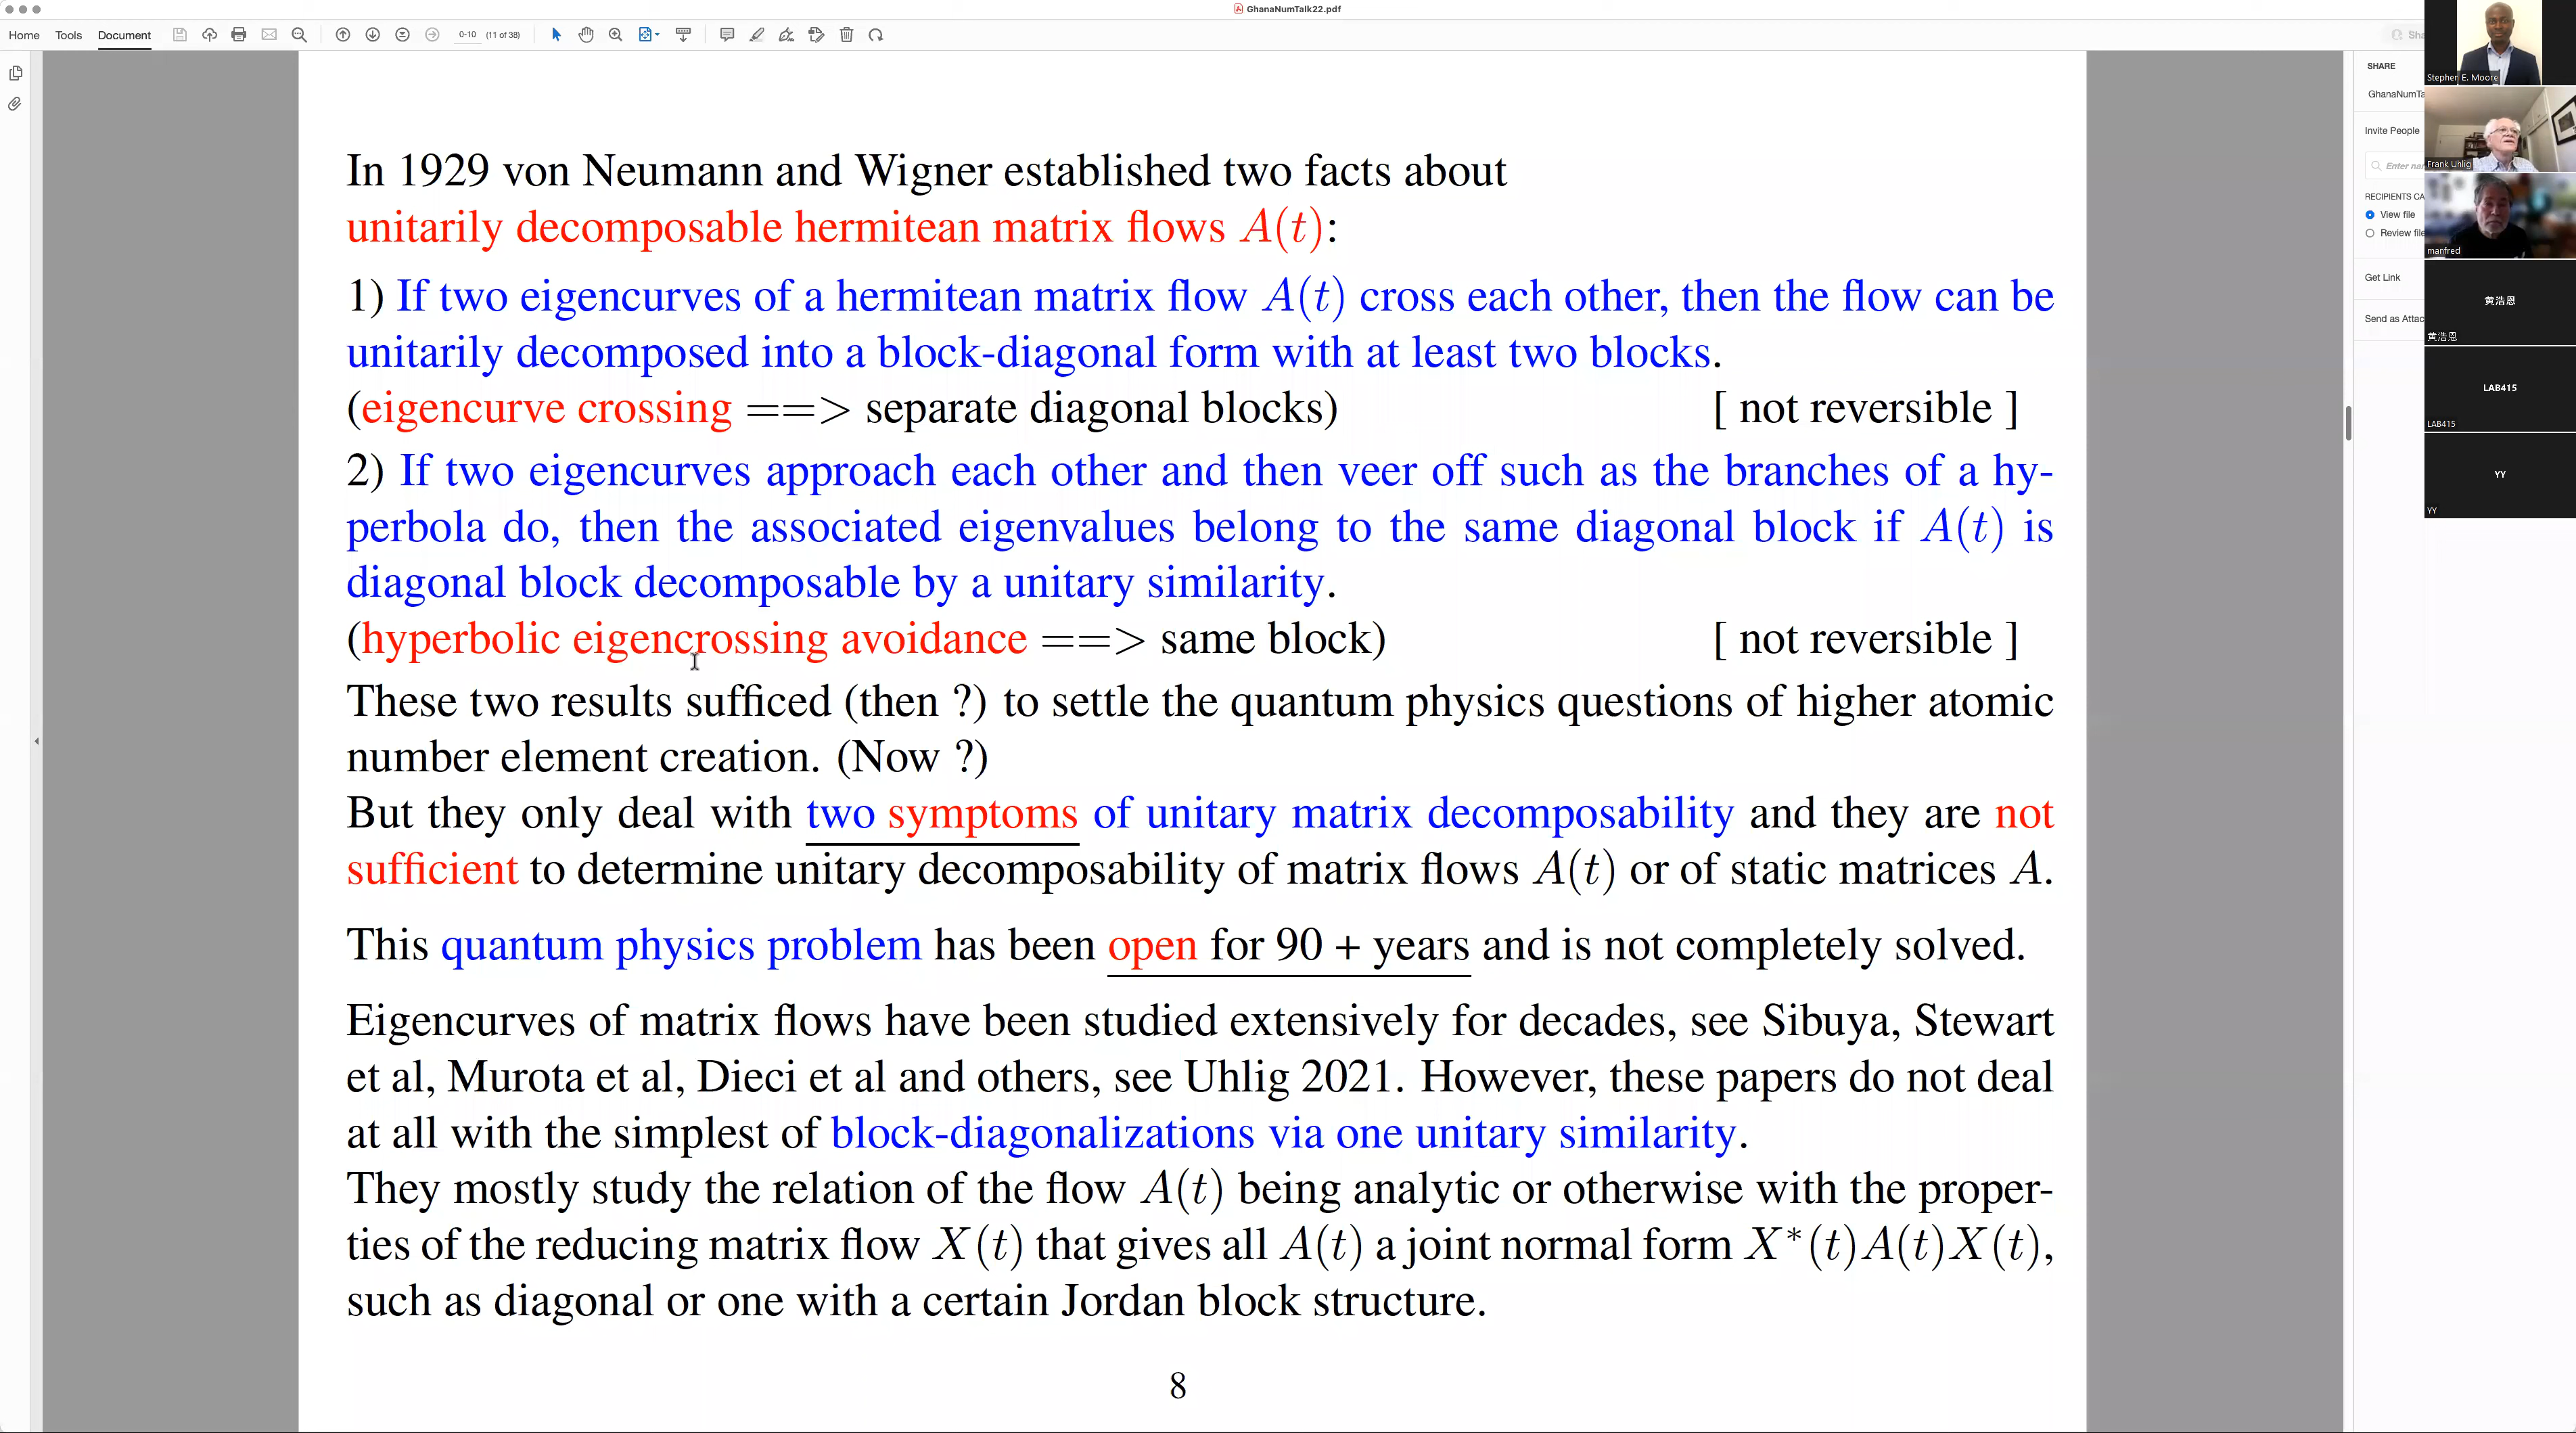 GhanaNumTalk22.pdf
Home Tools Document
0-10 (11 of 38)
Sha
In 1929 von Neumann and Wigner established two facts about
unitarily decomposable hermitean matrix flows A(t):
1) If two eigencurves of a hermitean matrix flow A(t) cross each other, then the flow can be
unitarily decomposed into a block-diagonal form with at least two blocks.
(eigencurve crossing ==> separate diagonal blocks) [ not reversible ]
2) If two eigencurves approach each other and then veer off such as the branches of a hy-
perbola do, then the associated eigenvalues belong to the same diagonal block if A(t) is
diagonal block decomposable by a unitary similarity.
(hyperbolic eigencrossing avoidance ==> same block) [ not reversible ]
These two results sufficed (then ?) to settle the quantum physics questions of higher atomic
number element creation. (Now ?)
But they only deal with two symptoms of unitary matrix decomposability and they are not
sufficient to determine unitary decomposability of matrix flows A(t) or of static matrices A.
This quantum physics problem has been open for 90 + years and is not completely solved.
Eigencurves of matrix flows have been studied extensively for decades, see Sibuya, Stewart
et al, Murota et al, Dieci et al and others, see Uhlig 2021. However, these papers do not deal
at all with the simplest of block-diagonalizations via one unitary similarity.
They mostly study the relation of the flow A(t) being analytic or otherwise with the proper-
ties of the reducing matrix flow X(t) that gives all A(t) a joint normal form X*(t)A(t)X(t),
such as diagonal or one with a certain Jordan block structure.
8
SHARE
GhanaNumTa
Invite People
Enter nar
RECIPIENTS CA
View file
Review file
Get Link
Send as Attac
Stephen E. Moore
Frank Uhlig
manfred
黄浩恩
黄浩恩
LAB415
LAB415
YY
YY